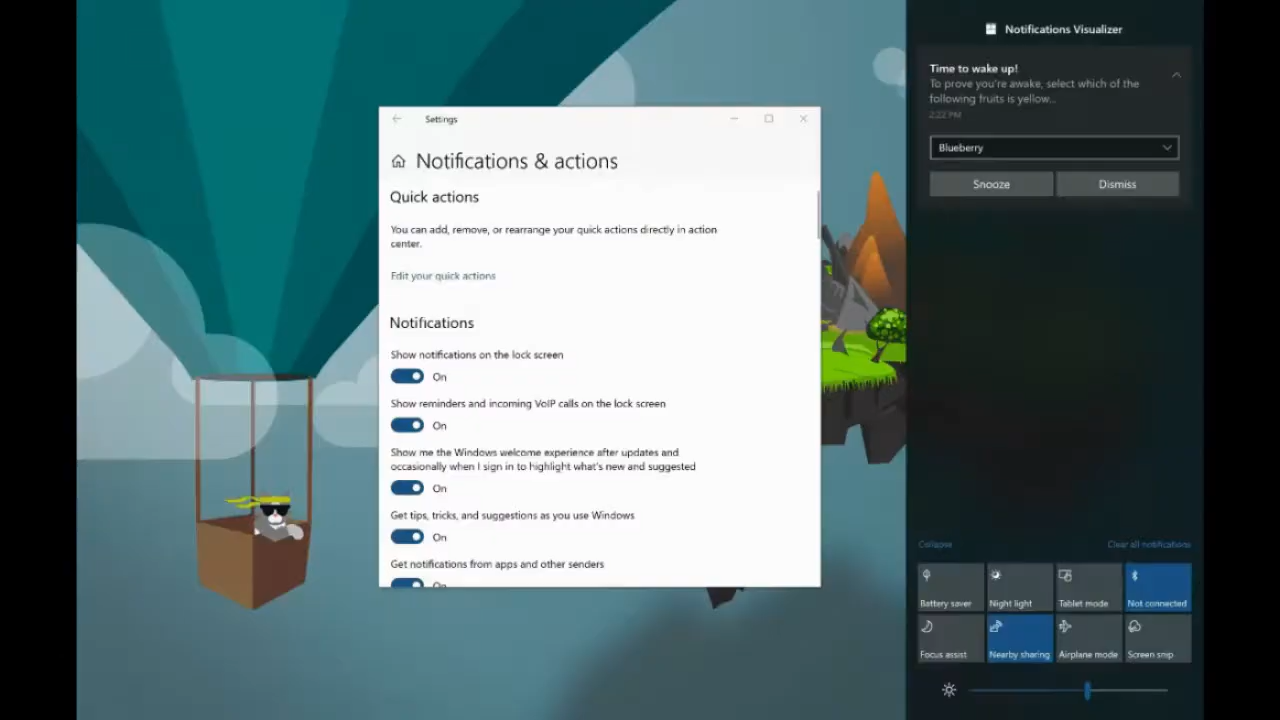 Settings
Notifications & actions
Quick actions
You can add, remove, or rearrange your quick actions directly in action
center.
Edit your quick actions
Notifications
Show notifications on the lock screen
On
Show reminders and incoming VoIP calls on the lock screen
On
Show me the Windows welcome experience after updates and
occasionally when I sign in to highlight what's new and suggested
On
Get tips, tricks, and suggestions as you use Windows
On
Get notifications from apps and other senders
On
Notifications Visualizer
Time to wake up!
To prove you're awake, select which of the
following fruits is yellow...
2:22 PM
Blueberry
Snooze Dismiss
Collapse Clear all notifications
Battery saver Night light Tablet mode Not connected
Focus assist Nearby sharing Airplane mode Screen snip